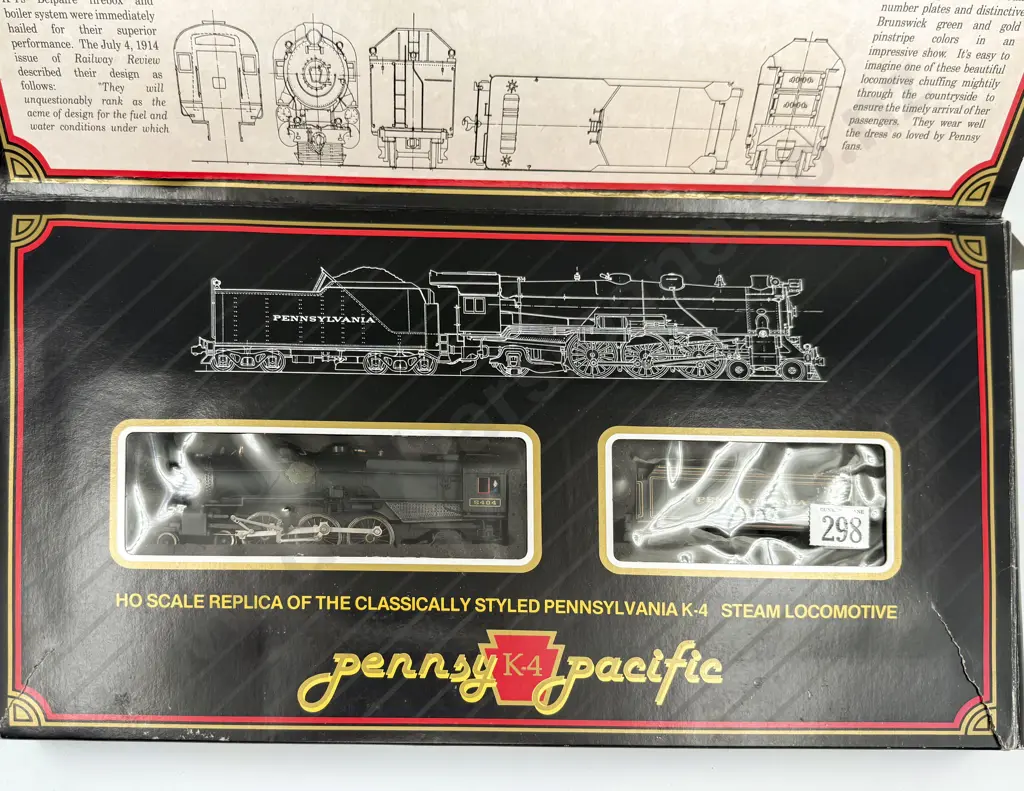 boiler system were immediately
hailed for their superior
performance. The July 4, 1914
issue of Railway Review
described their design as
follows: "They will
unquestionably rank as the
acme of design for the fuel and
water conditions under which
number plates and distinctive
Brunswick green and gold
pinstripe colors in an
impressive show. It's easy to
imagine one of these beautiful
locomotives chuffing mightily
through the countryside to
ensure the timely arrival of her
passengers. They wear well
the dress so loved by Pennsy
fans.
PENNSYLVANIA
5404
PENNSYLVANIA
298
HO SCALE REPLICA OF THE CLASSICALLY STYLED PENNSYLVANIA K-4 STEAM LOCOMOTIVE
pennsy K-4 pacific